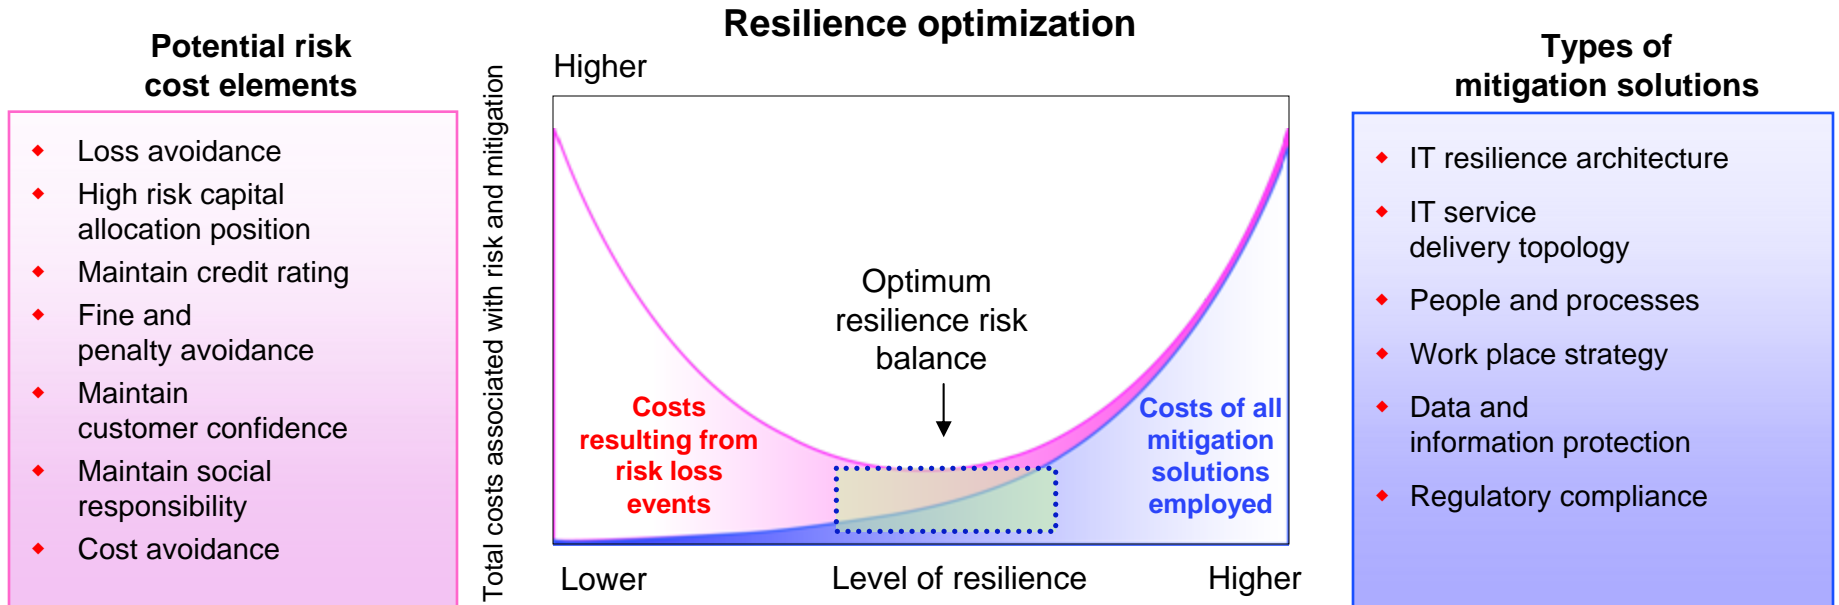 Resilience optimization
Potential risk
cost elements
Loss avoidance
High risk capital
allocation position
Maintain credit rating
Fine and
penalty avoidance
Maintain
customer confidence
Maintain social
responsibility
Cost avoidance
Total costs associated with risk and mitigation
Higher
Optimum
resilience risk
balance
Costs
resulting from
risk loss
events
Costs of all
mitigation
solutions
employed
Lower
Level of resilience
Higher
Types of
mitigation solutions
IT resilience architecture
IT service
delivery topology
People and processes
Work place strategy
Data and
information protection
Regulatory compliance